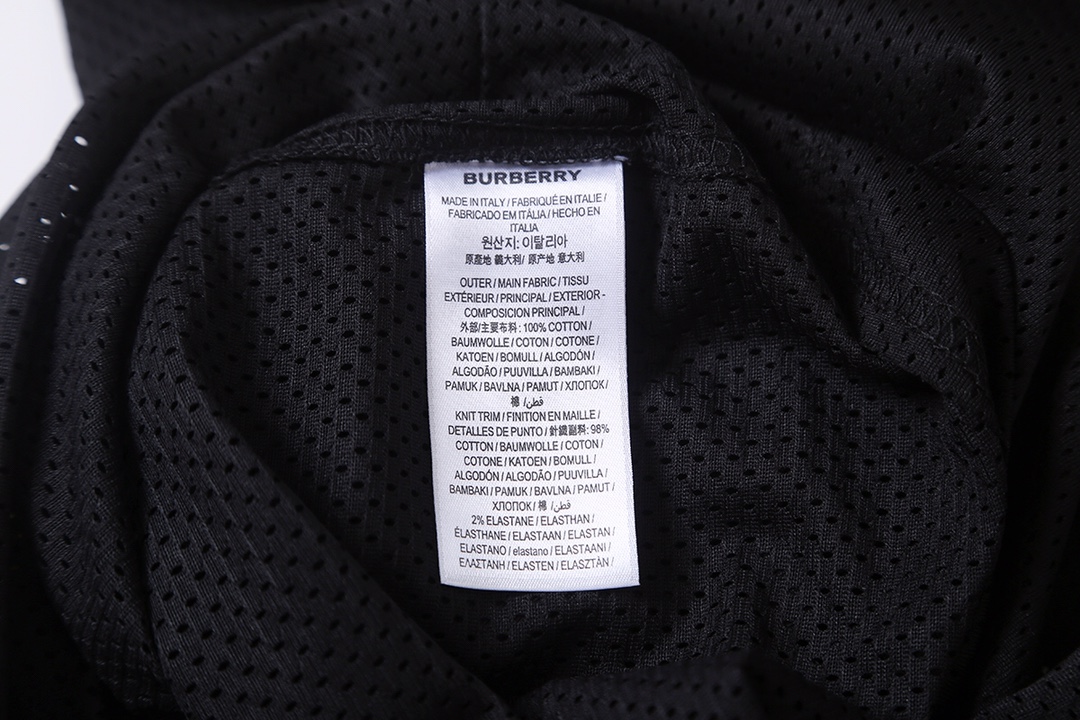 BURBERRY
MADE IN ITALY / FABRIQUÉ EN ITALIE /
FABRICADO EM ITÁLIA / HECHO EN
ITALIA
원산지: 이탈리아
原產地 義大利/ 原产地 意大利
OUTER / MAIN FABRIC / TISSU
EXTÉRIEUR / PRINCIPAL / EXTERIOR -
COMPOSICION PRINCIPAL /
外部/主要布料: 100% COTTON /
BAUMWOLLE / COTON / COTONE /
KATOEN / BOMULL / ALGODÓN /
ALGODÃO / PUUVILLA / BAMBAKI /
PAMUK / BAVLNA / PAMUT / ХЛОПОК /
棉 /قطن
KNIT TRIM / FINITION EN MAILLE /
DETALLES DE PUNTO / 針織副料: 98%
COTTON / BAUMWOLLE / COTON /
COTONE / KATOEN / BOMULL /
ALGODÓN / ALGODÃO / PUUVILLA /
BAMBAKI / PAMUK / BAVLNA / PAMUT /
ХЛОПОК / 棉 /قطن
2% ELASTANE / ELASTHAN /
ÉLASTHANE / ELASTAAN / ELASTAN /
ELASTANO / elastano / ELASTAANI /
ΕΛΑΣΤΑΝΗ / ELASTEN / ELASZTÁN /